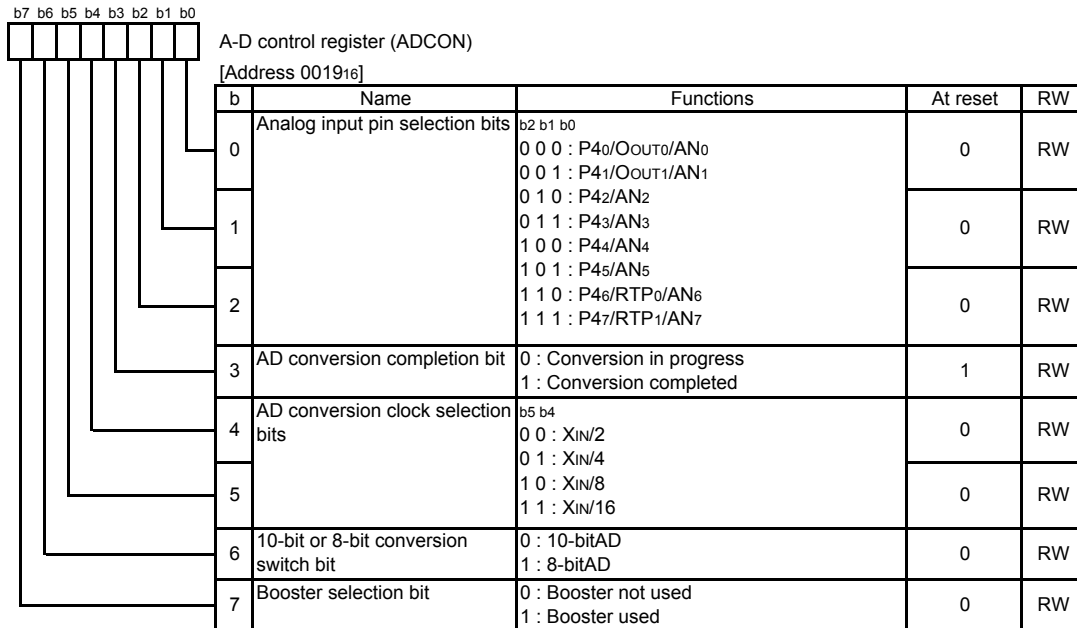 b7 b6 b5 b4 b3 b2 b1 b0
A-D control register (ADCON)
[Address 001916]
b Name Functions At reset RW
0 Analog input pin selection bits b2 b1 b0
0 0 0 : P40/OOUT0/AN0 0 RW
0 0 1 : P41/OOUT1/AN1
0 1 0 : P42/AN2
1 0 1 1 : P43/AN3 0 RW
1 0 0 : P44/AN4
1 0 1 : P45/AN5
2 1 1 0 : P46/RTP0/AN6 0 RW
1 1 1 : P47/RTP1/AN7
3 AD conversion completion bit 0 : Conversion in progress 1 RW
1 : Conversion completed
4 AD conversion clock selection b5 b4 0 RW
bits 0 0 : XIN/2
0 1 : XIN/4
5 1 0 : XIN/8 0 RW
1 1 : XIN/16
6 10-bit or 8-bit conversion 0 : 10-bitAD 0 RW
switch bit 1 : 8-bitAD
7 Booster selection bit 0 : Booster not used 0 RW
1 : Booster used